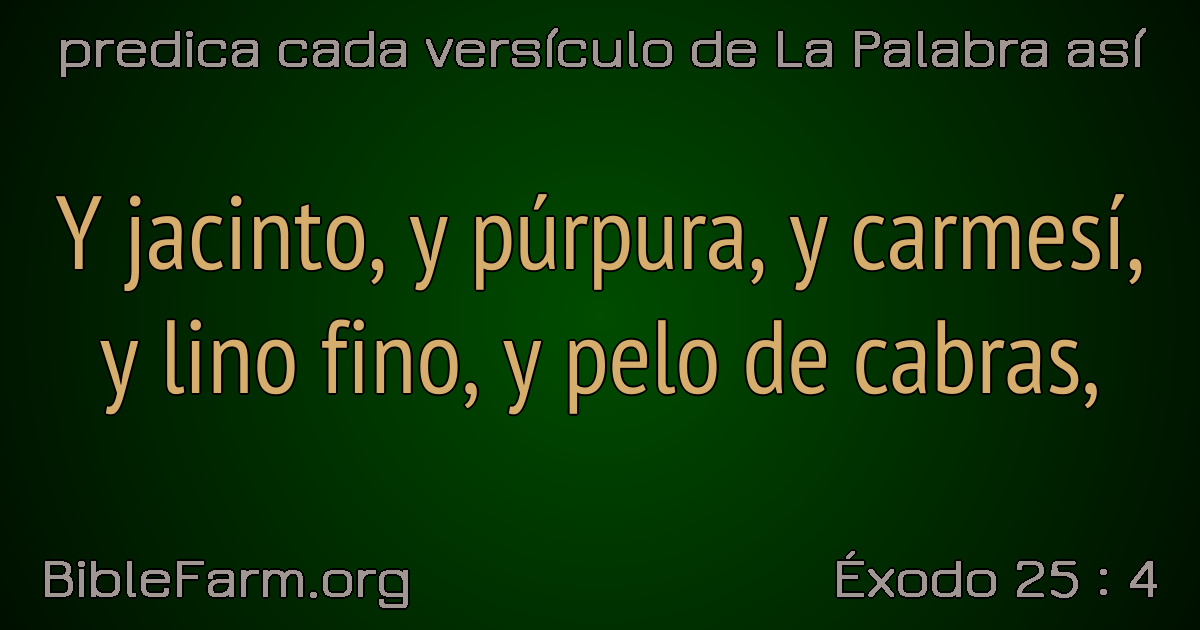 predica cada versículo de La Palabra así
Y jacinto, y púrpura, y carmesí,
y lino fino, y pelo de cabras,
BibleFarm.org
Éxodo 25 : 4